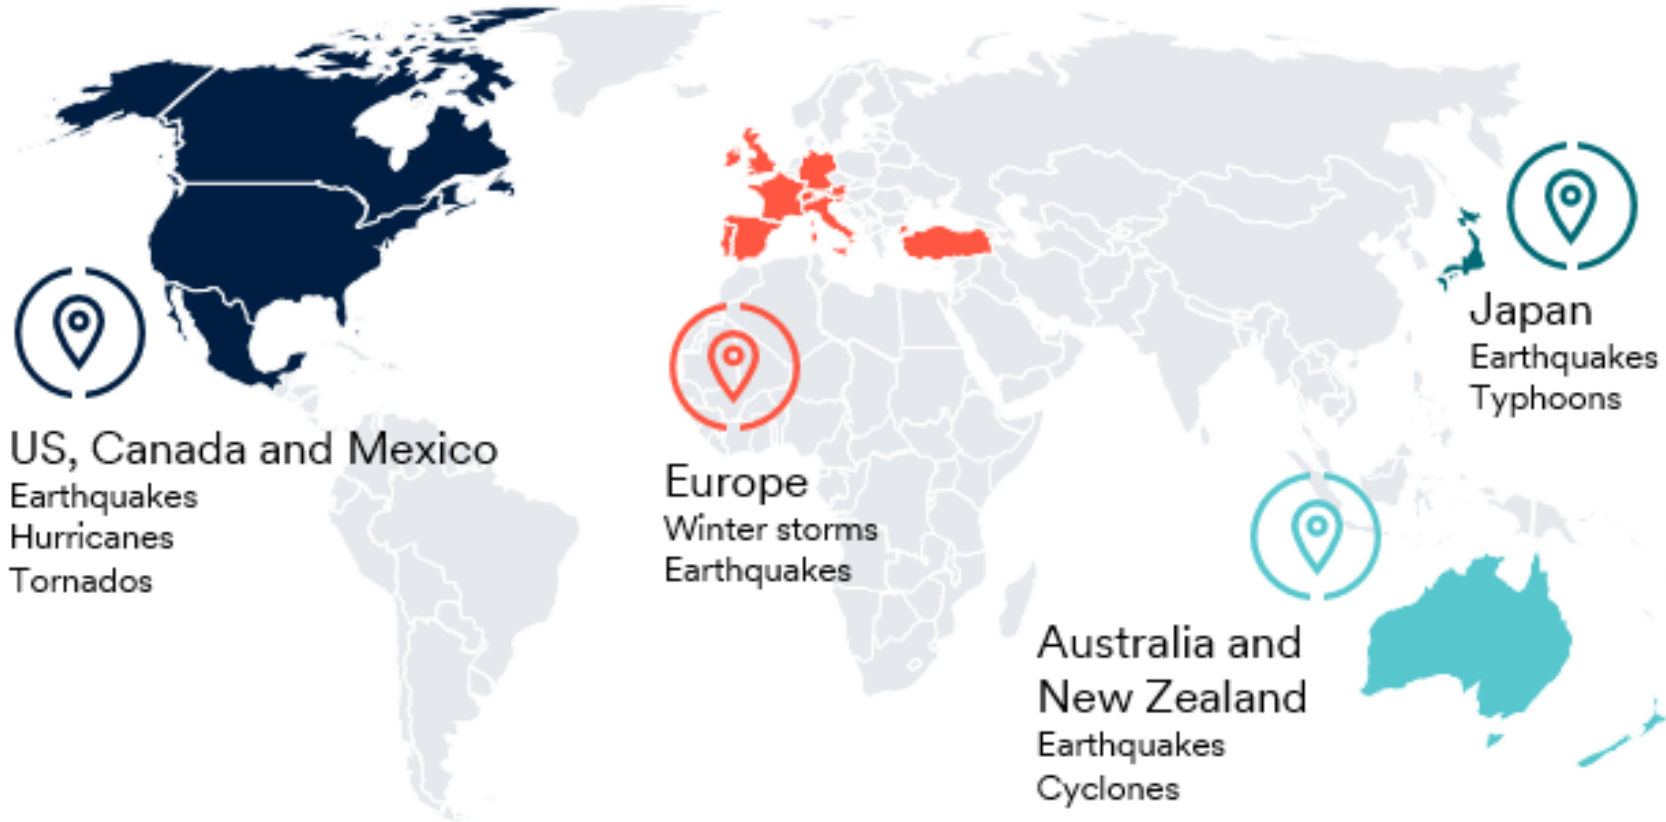 US, Canada and Mexico
Earthquakes
Hurricanes
Tornados
Europe
Winter storms
Earthquakes
Japan
Earthquakes
Typhoons
Australia and
New Zealand
Earthquakes
Cyclones